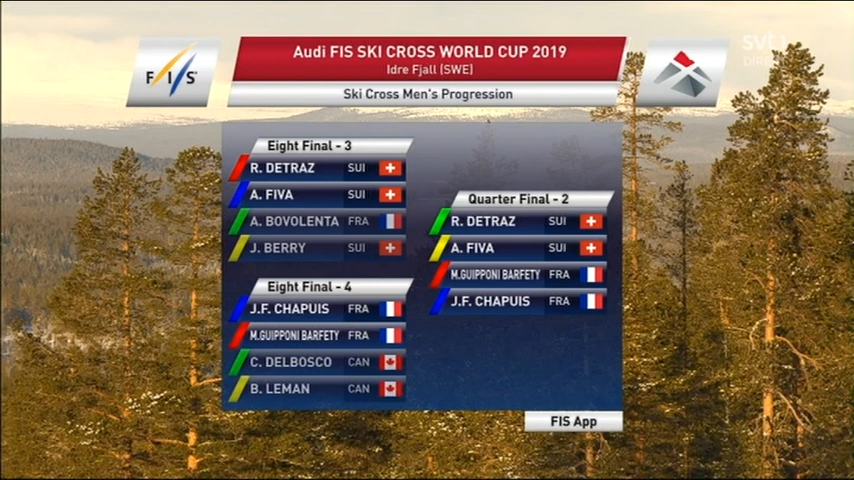 svt1
DIREKT
FIS
Audi FIS SKI CROSS WORLD CUP 2019
Idre Fjall (SWE)
Ski Cross Men's Progression
Eight Final - 3
R. DETRAZ SUI
A. FIVA SUI
A. BOVOLENTA FRA
J. BERRY SUI
Eight Final - 4
J.F. CHAPUIS FRA
M.GUIPPONI BARFETY FRA
C. DELBOSCO CAN
B. LEMAN CAN
Quarter Final - 2
R. DETRAZ SUI
A. FIVA SUI
M.GUIPPONI BARFETY FRA
J.F. CHAPUIS FRA
FIS App